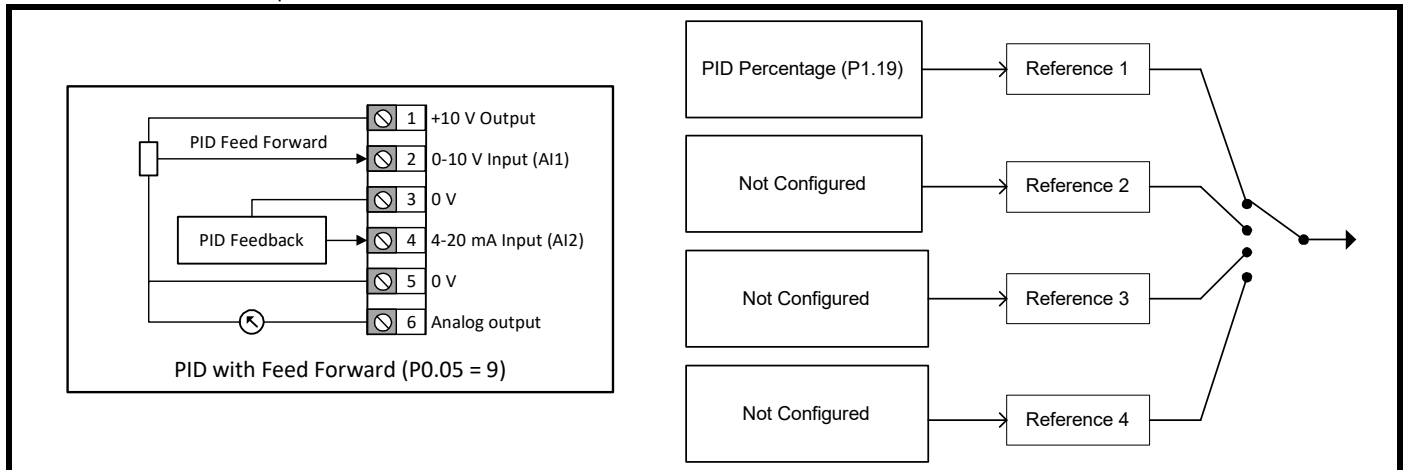 PID Feed Forward
PID Feedback
1 +10 V Output
2 0-10 V Input (AI1)
3 0 V
4 4-20 mA Input (AI2)
5 0 V
6 Analog output
PID with Feed Forward (P0.05 = 9)
PID Percentage (P1.19)
Reference 1
Not Configured
Reference 2
Not Configured
Reference 3
Not Configured
Reference 4